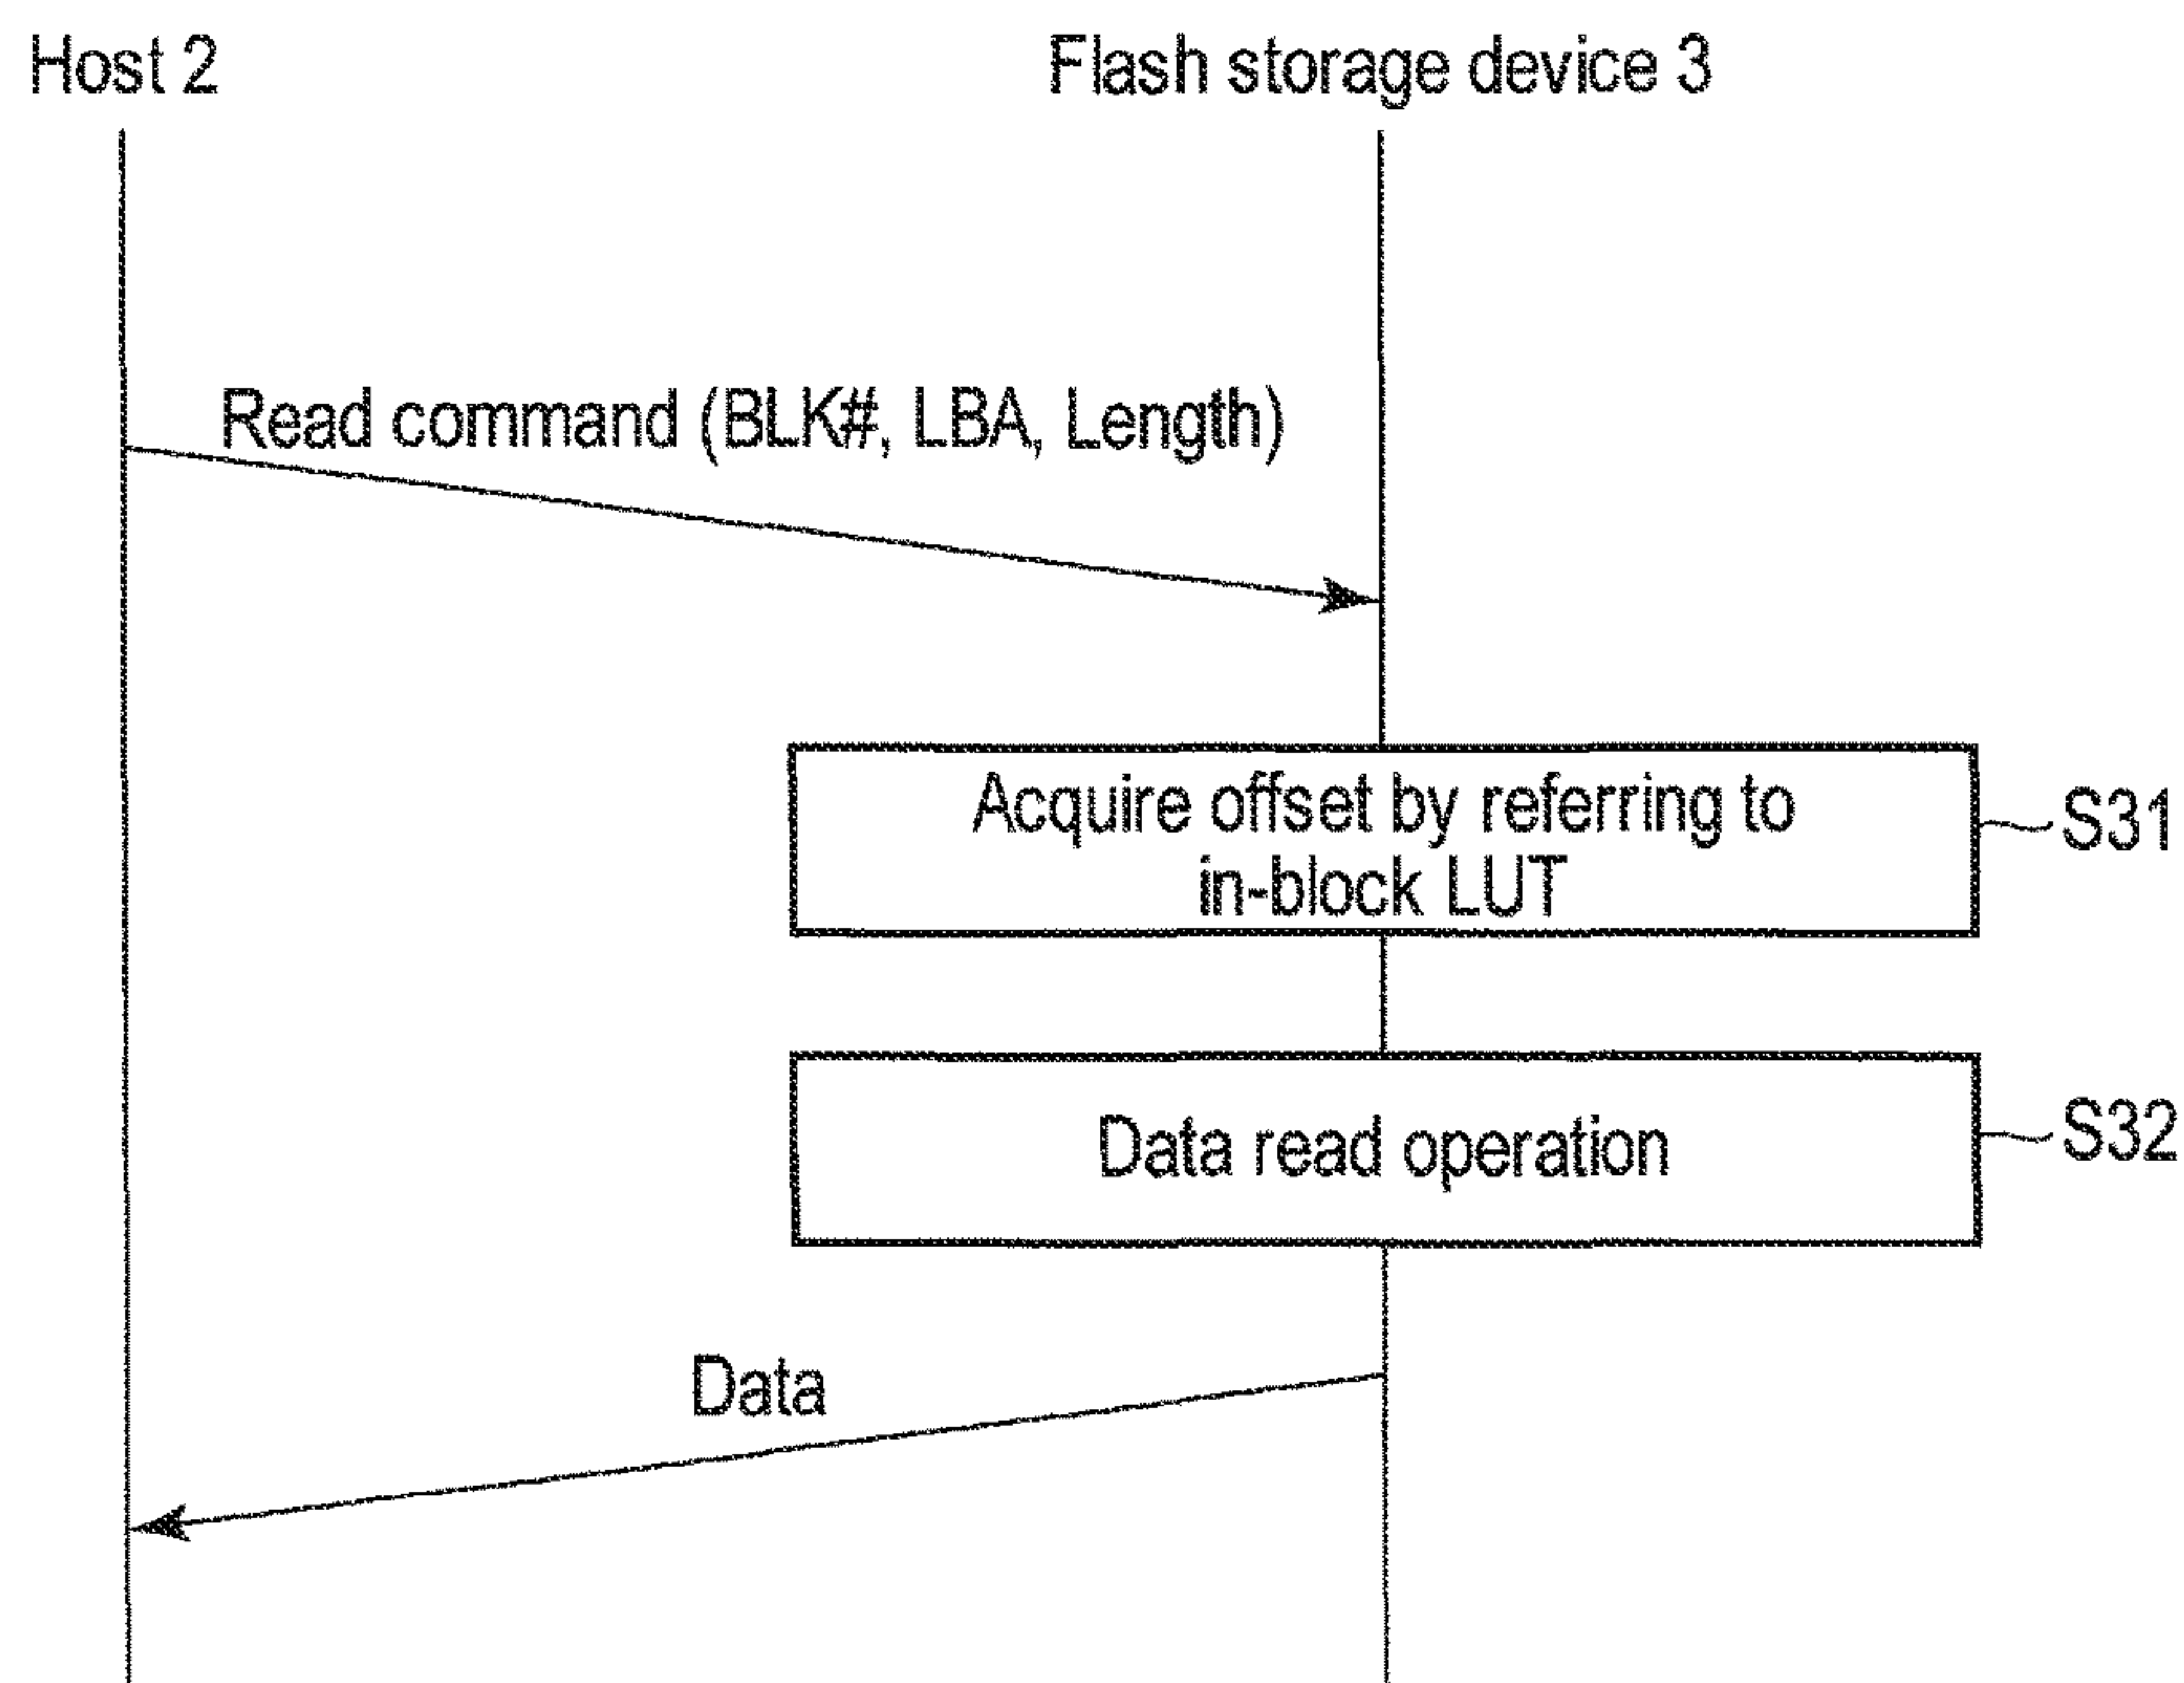 Host 2
Flash storage device 3
Read command (BLK#, LBA, Length)
Acquire offset by referring to
in-block LUT
S31
Data read operation
S32
Data